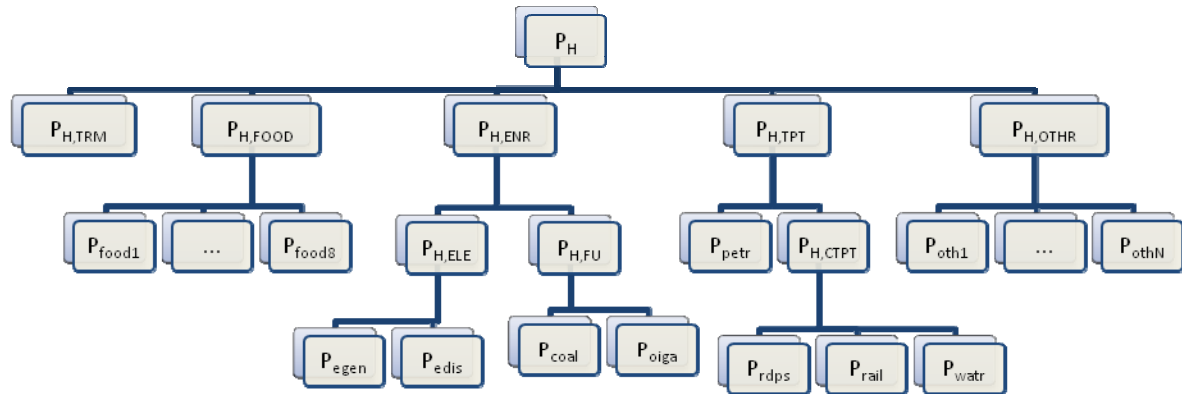 P_H
P_H,TRM
P_H,FOOD
P_H,ENR
P_H,TPT
P_H,OTHR
P_food1
...
P_food8
P_H,ELE
P_H,FU
P_petr
P_H,CTPT
P_oth1
...
P_othN
P_egen
P_edis
P_coal
P_oiga
P_rdps
P_rail
P_watr